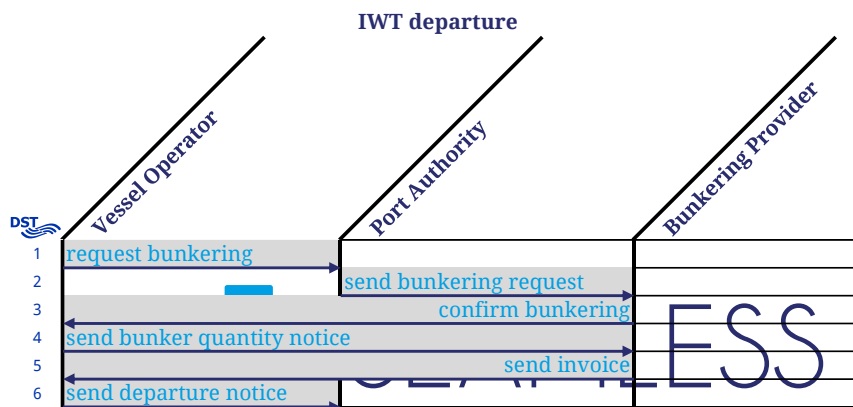 IWT departure
Vessel Operator
Port Authority
Bunkering Provider
DST
1 request bunkering
2 send bunkering request
3 confirm bunkering
4 send bunker quantity notice
5 send invoice
6 send departure notice